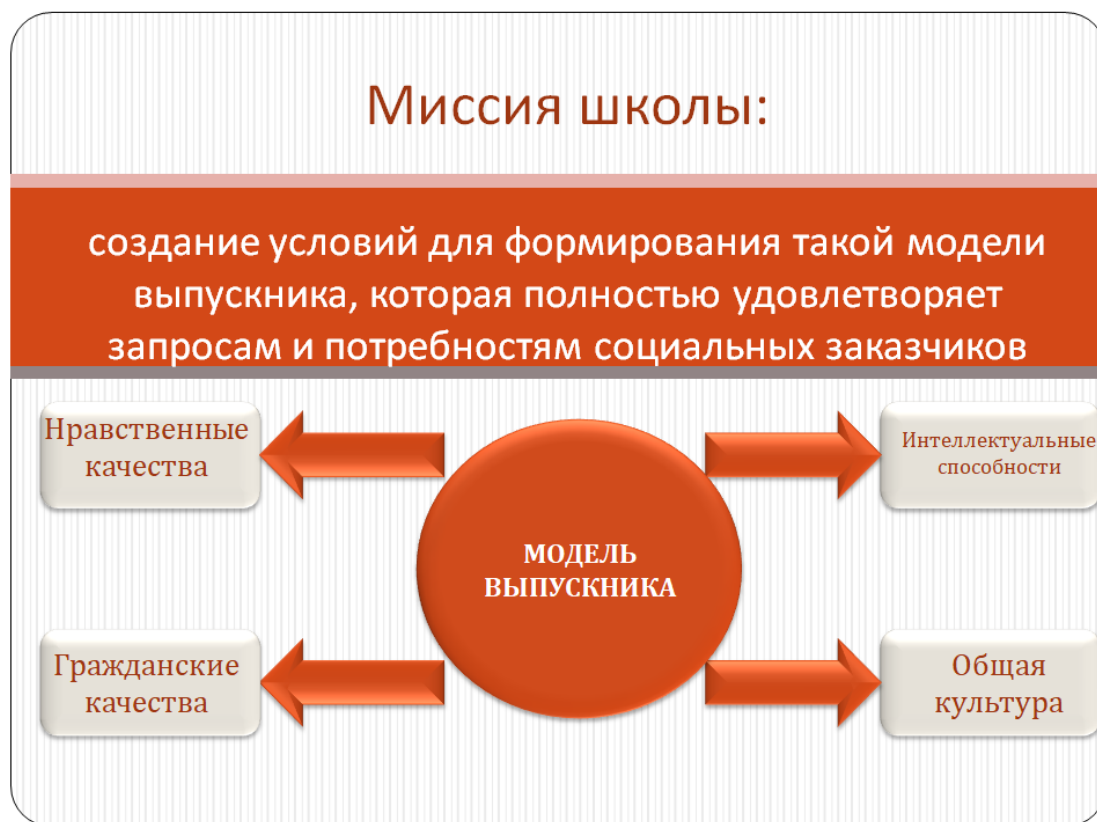 Миссия школы:
создание условий для формирования такой модели
выпускника, которая полностью удовлетворяет
запросам и потребностям социальных заказчиков
Нравственные
качества
Интеллектуальные
способности
МОДЕЛЬ
ВЫПУСКНИКА
Гражданские
качества
Общая
культура